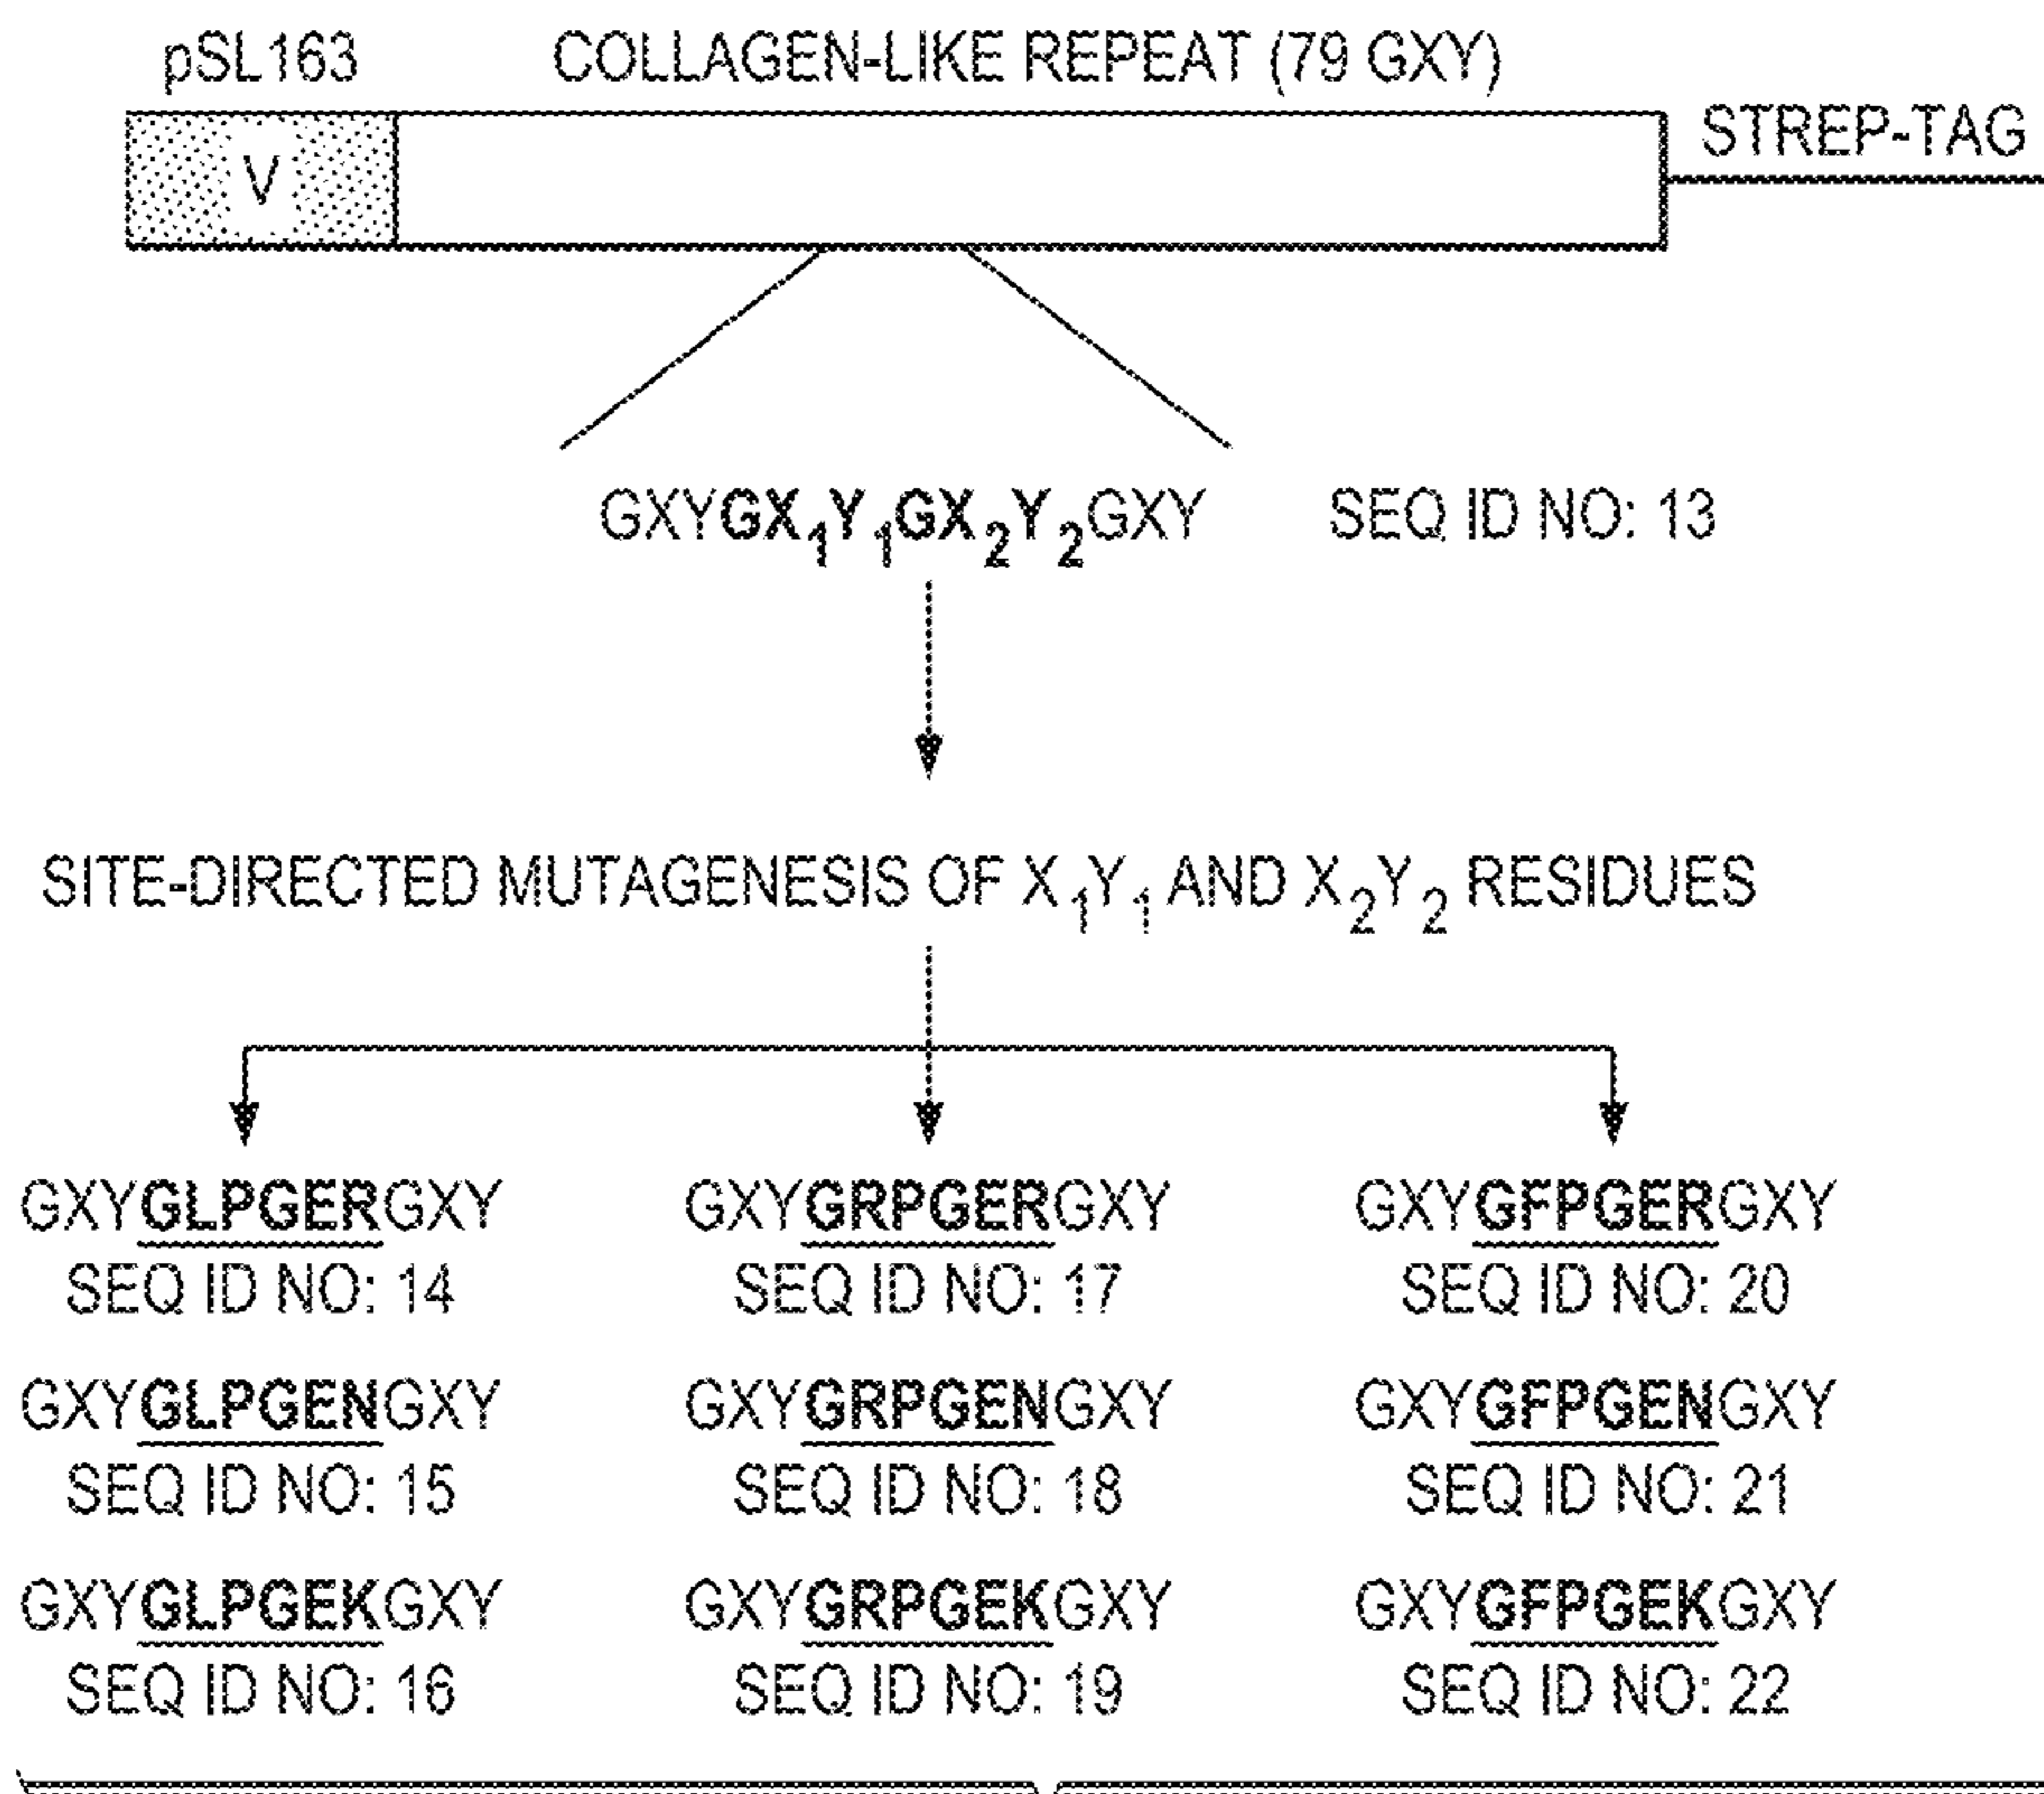 pSL163 COLLAGEN-LIKE REPEAT (79 GXY)
STREP-TAG
V
GXYGX₁Y₁GX₂Y₂GXY SEQ ID NO: 13
SITE-DIRECTED MUTAGENESIS OF X₁Y₁ AND X₂Y₂ RESIDUES
GXYGLPGERGXY GXYGRPGERGXY GXYGFPGERGXY
SEQ ID NO: 14 SEQ ID NO: 17 SEQ ID NO: 20
GXYGLPGENGXY GXYGRPGENGXY GXYGFPGENGXY
SEQ ID NO: 15 SEQ ID NO: 18 SEQ ID NO: 21
GXYGLPGEKGXY GXYGRPGEKGXY GXYGFPGEKGXY
SEQ ID NO: 16 SEQ ID NO: 19 SEQ ID NO: 22